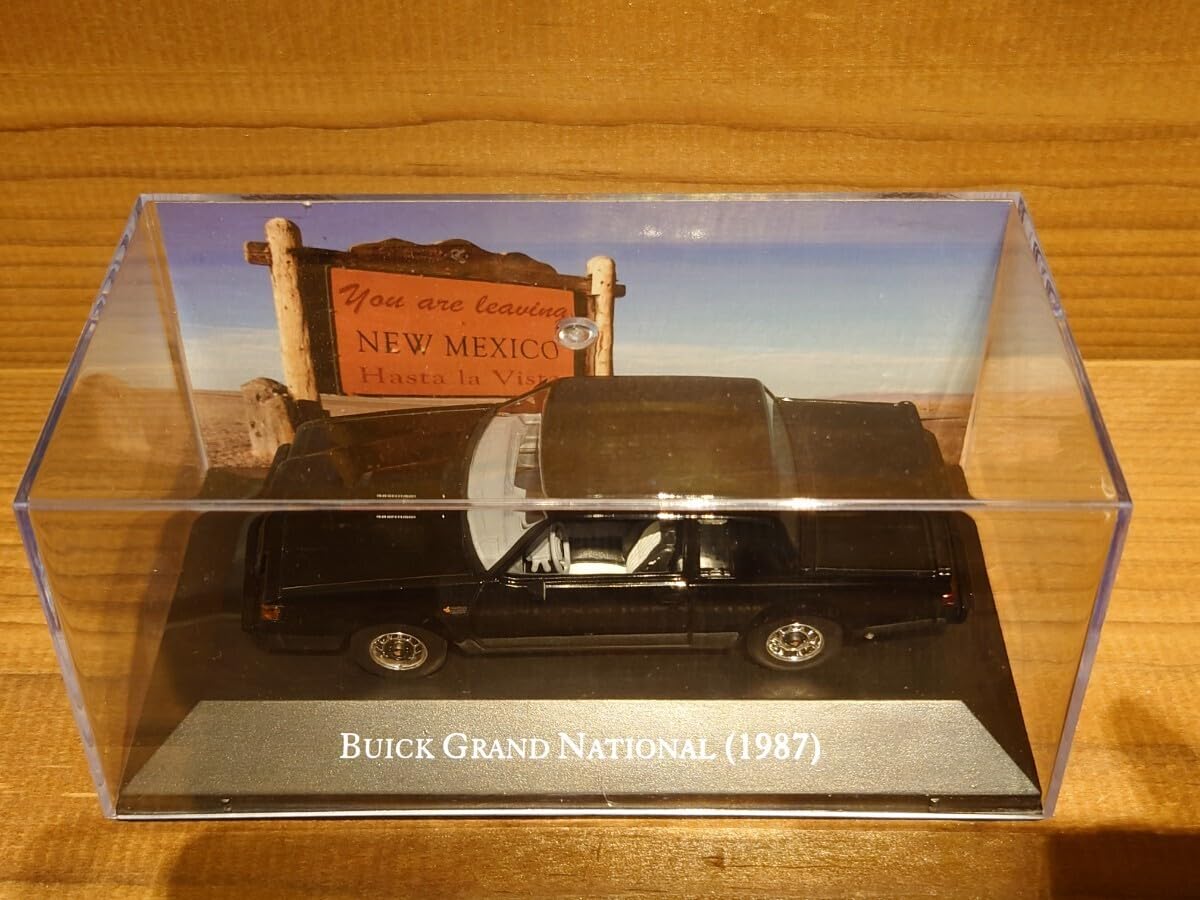 You are leaving
NEW MEXICO
Hasta la Vista
BUICK GRAND NATIONAL (1987)